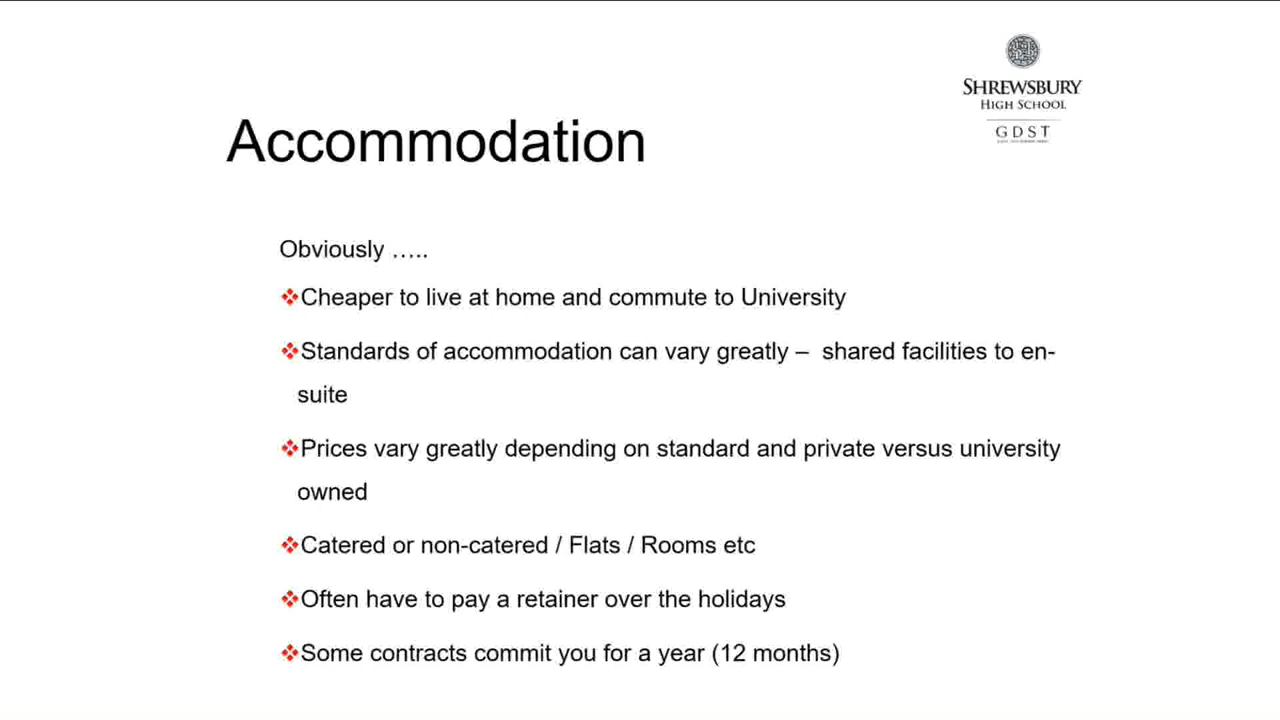 SHREWSBURY
HIGH SCHOOL
GDST
Accommodation
Obviously …..
❖Cheaper to live at home and commute to University
❖Standards of accommodation can vary greatly –  shared facilities to en-
suite
❖Prices vary greatly depending on standard and private versus university
owned
❖Catered or non-catered / Flats / Rooms etc
❖Often have to pay a retainer over the holidays
❖Some contracts commit you for a year (12 months)